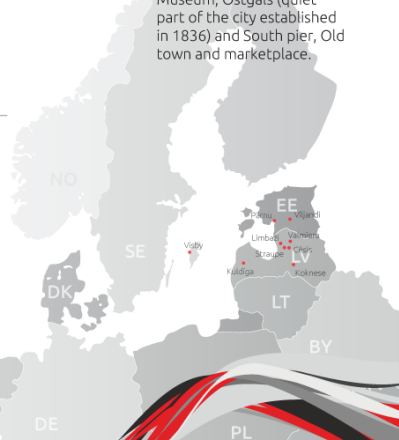 Museum, Ostgals (quiet
part of the city established
in 1836) and South pier, Old
town and marketplace.
NO
SE
EE
Pärnu
Viljandi
Visby
Limbaži
Valmiera
Straupe
Cēsis
LV
Kuldīga
Koknese
DK
LT
BY
DE
PL